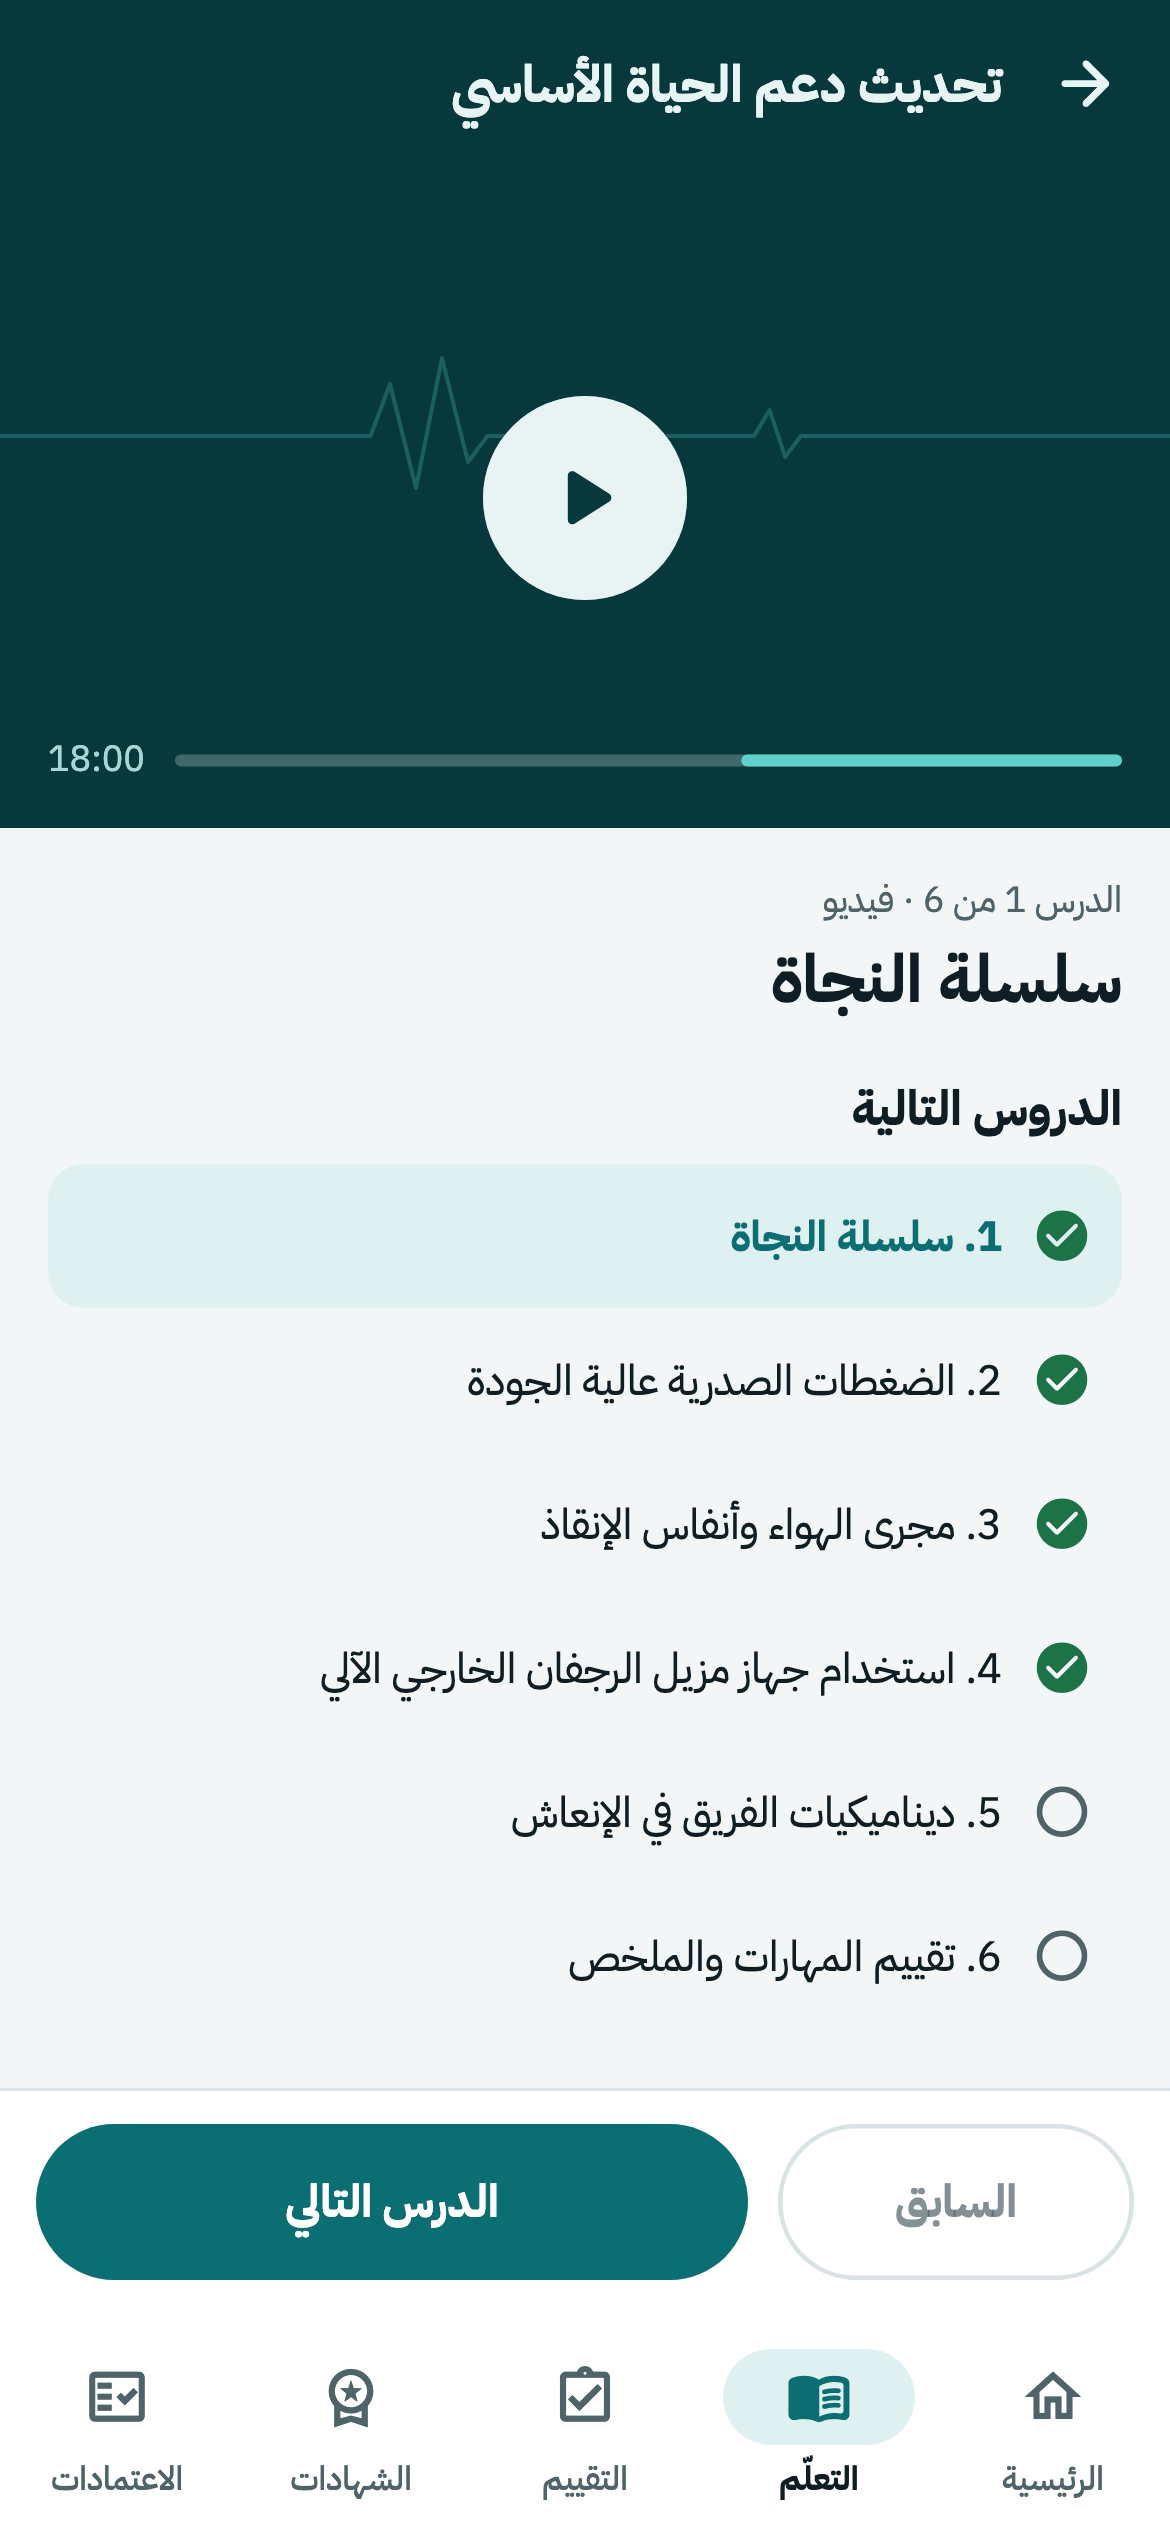 تحديث دعم الحياة الأساسي
18:00
الدرس 1 من 6 · فيديو
سلسلة النجاة
الدروس التالية
1. سلسلة النجاة
2. الضغطات الصدرية عالية الجودة
3. مجرى الهواء وأنفاس الإنقاذ
4. استخدام جهاز مزيل الرجفان الخارجي الآلي
5. ديناميكيات الفريق في الإنعاش
6. تقييم المهارات والملخص
السابق
الدرس التالي
الرئيسية
التعلّم
التقييم
الشهادات
الاعتمادات